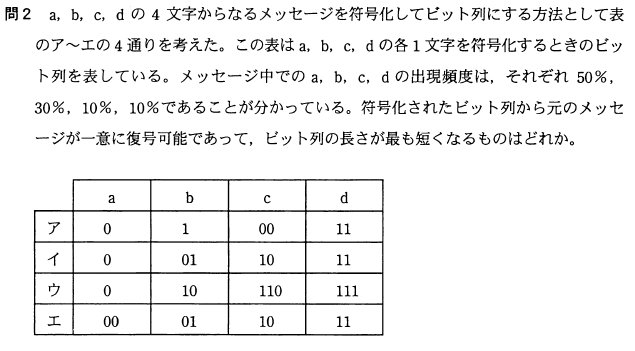 問2 a, b, c, d の 4 文字からなるメッセージを符号化してビット列にする方法として表
のア～エの 4 通りを考えた。この表は a, b, c, d の各 1 文字を符号化するときのビッ
ト列を表している。メッセージ中での a, b, c, d の出現頻度は，それぞれ 50%，
30%，10%，10%であることが分かっている。符号化されたビット列から元のメッセ
ージが一意に復号可能であって，ビット列の長さが最も短くなるものはどれか。
a b c d
ア 0 1 00 11
イ 0 01 10 11
ウ 0 10 110 111
エ 00 01 10 11